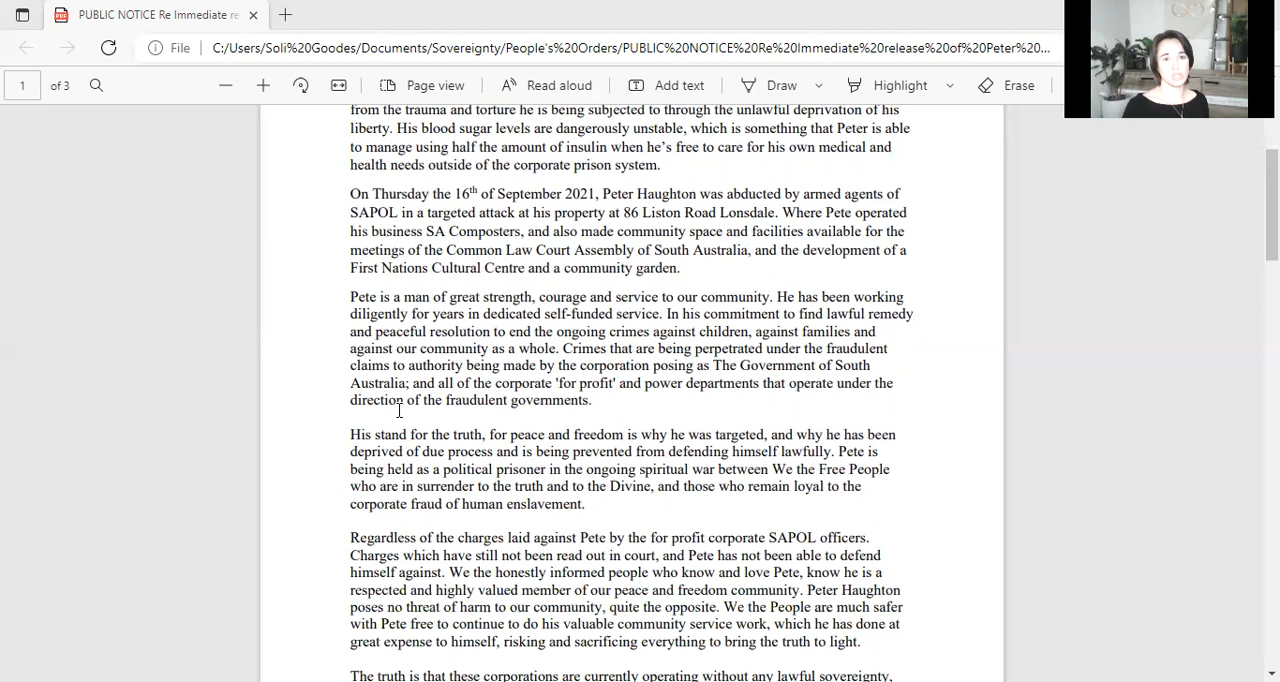 PUBLIC NOTICE Re Immediate re
File C:/Users/Soli%20Goodes/Documents/Sovereignty/People's%20Orders/PUBLIC%20NOTICE%20Re%20Immediate%20release%20of%20Peter%20...
1 of 3 Page view Read aloud Add text Draw Highlight Erase
from the trauma and torture he is being subjected to through the unlawful deprivation of his
liberty. His blood sugar levels are dangerously unstable, which is something that Peter is able
to manage using half the amount of insulin when he's free to care for his own medical and
health needs outside of the corporate prison system.
On Thursday the 16th of September 2021, Peter Haughton was abducted by armed agents of
SAPOL in a targeted attack at his property at 86 Liston Road Lonsdale. Where Pete operated
his business SA Composters, and also made community space and facilities available for the
meetings of the Common Law Court Assembly of South Australia, and the development of a
First Nations Cultural Centre and a community garden.
Pete is a man of great strength, courage and service to our community. He has been working
diligently for years in dedicated self-funded service. In his commitment to find lawful remedy
and peaceful resolution to end the ongoing crimes against children, against families and
against our community as a whole. Crimes that are being perpetrated under the fraudulent
claims to authority being made by the corporation posing as The Government of South
Australia; and all of the corporate 'for profit' and power departments that operate under the
direction of the fraudulent governments.
His stand for the truth, for peace and freedom is why he was targeted, and why he has been
deprived of due process and is being prevented from defending himself lawfully. Pete is
being held as a political prisoner in the ongoing spiritual war between We the Free People
who are in surrender to the truth and to the Divine, and those who remain loyal to the
corporate fraud of human enslavement.
Regardless of the charges laid against Pete by the for profit corporate SAPOL officers.
Charges which have still not been read out in court, and Pete has not been able to defend
himself against. We the honestly informed people who know and love Pete, know he is a
respected and highly valued member of our peace and freedom community. Peter Haughton
poses no threat of harm to our community, quite the opposite. We the People are much safer
with Pete free to continue to do his valuable community service work, which he has done at
great expense to himself, risking and sacrificing everything to bring the truth to light.
The truth is that these corporations are currently operating without any lawful sovereignty,